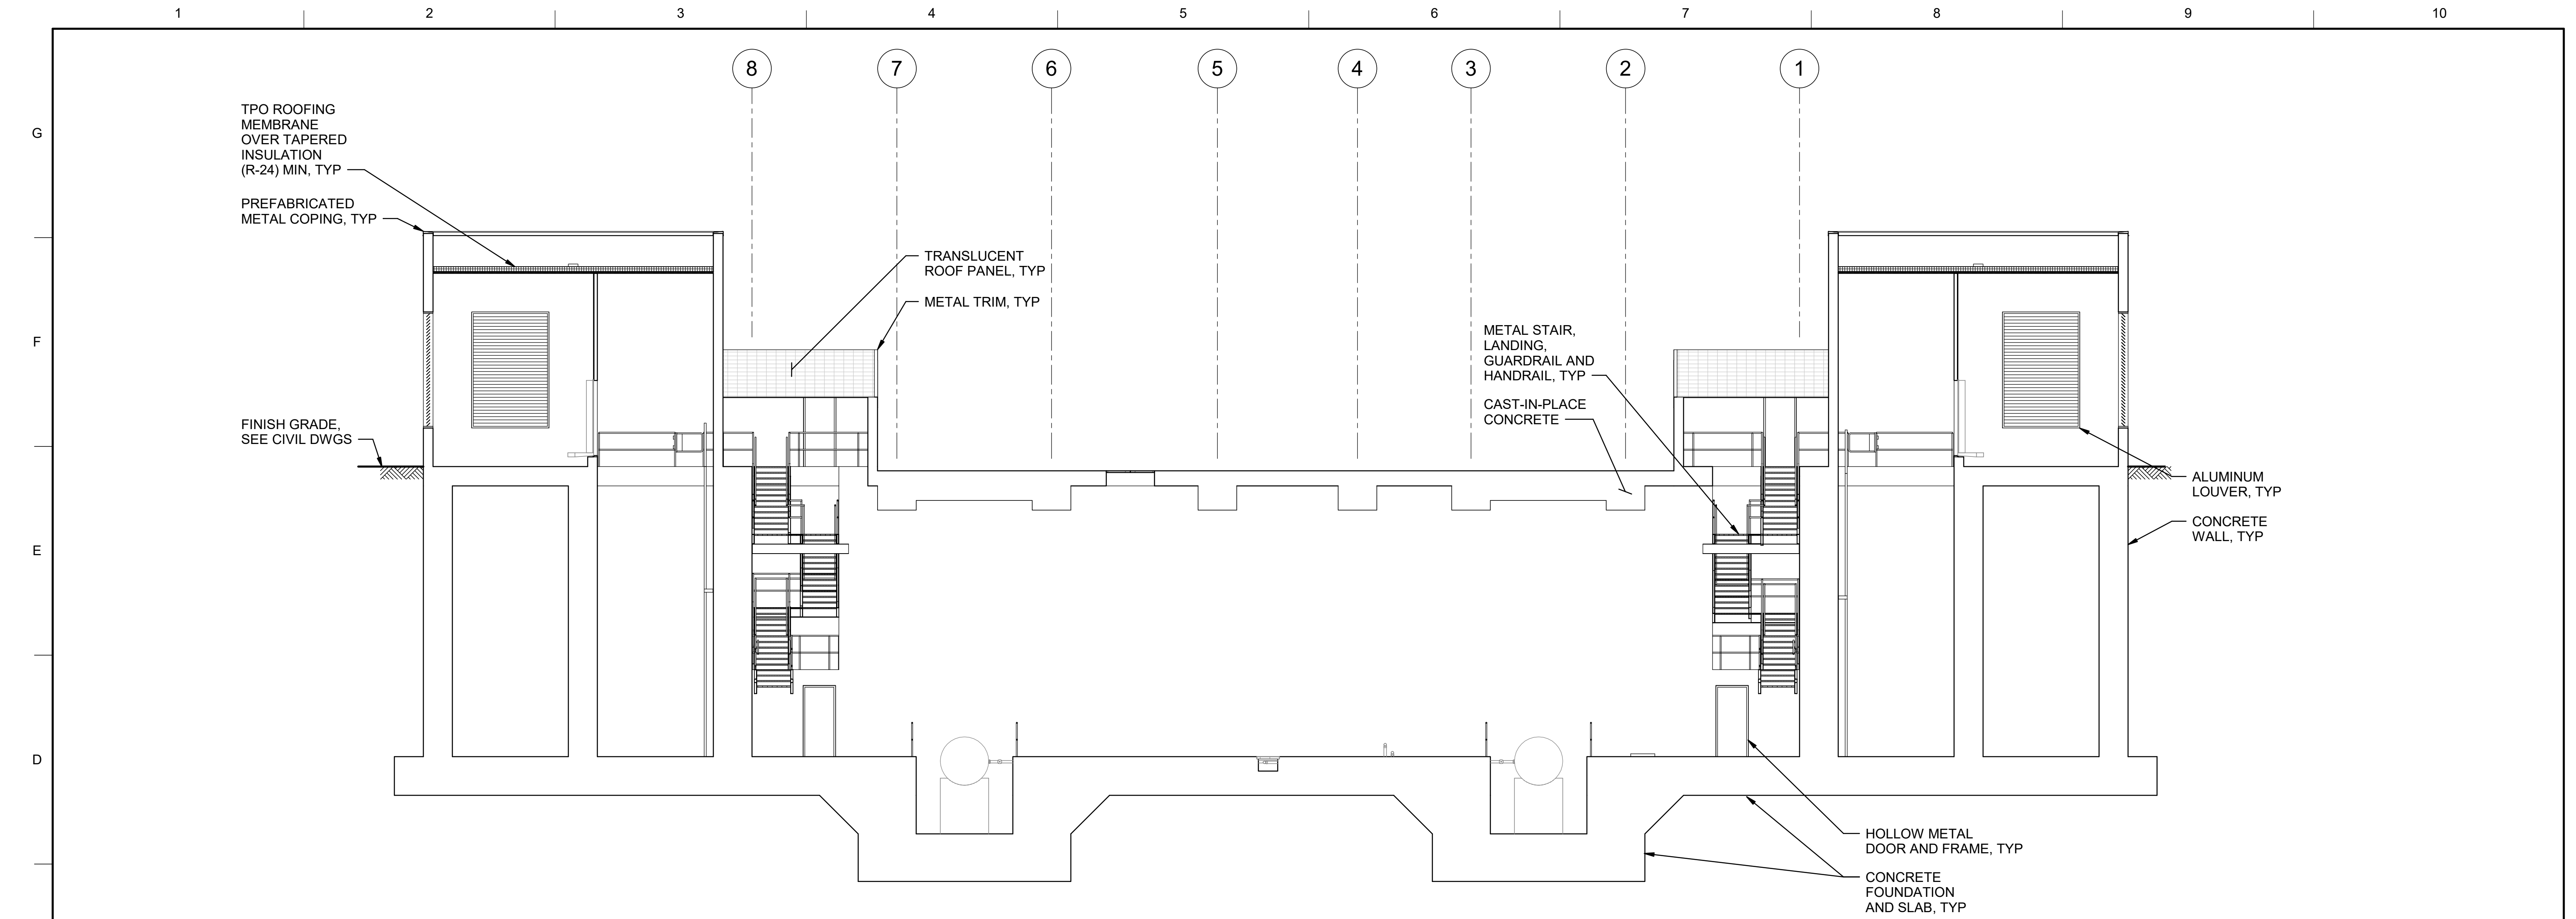 1 2 3 4 5 6 7 8 9 10
8 7 6 5 4 3 2 1
G
F
E
D
TPO ROOFING
MEMBRANE
OVER TAPERED
INSULATION
(R-24) MIN, TYP
PREFABRICATED
METAL COPING, TYP
TRANSLUCENT
ROOF PANEL, TYP
METAL TRIM, TYP
METAL STAIR,
LANDING,
GUARDRAIL AND
HANDRAIL, TYP
CAST-IN-PLACE
CONCRETE
FINISH GRADE,
SEE CIVIL DWGS
ALUMINUM
LOUVER, TYP
CONCRETE
WALL, TYP
HOLLOW METAL
DOOR AND FRAME, TYP
CONCRETE
FOUNDATION
AND SLAB, TYP